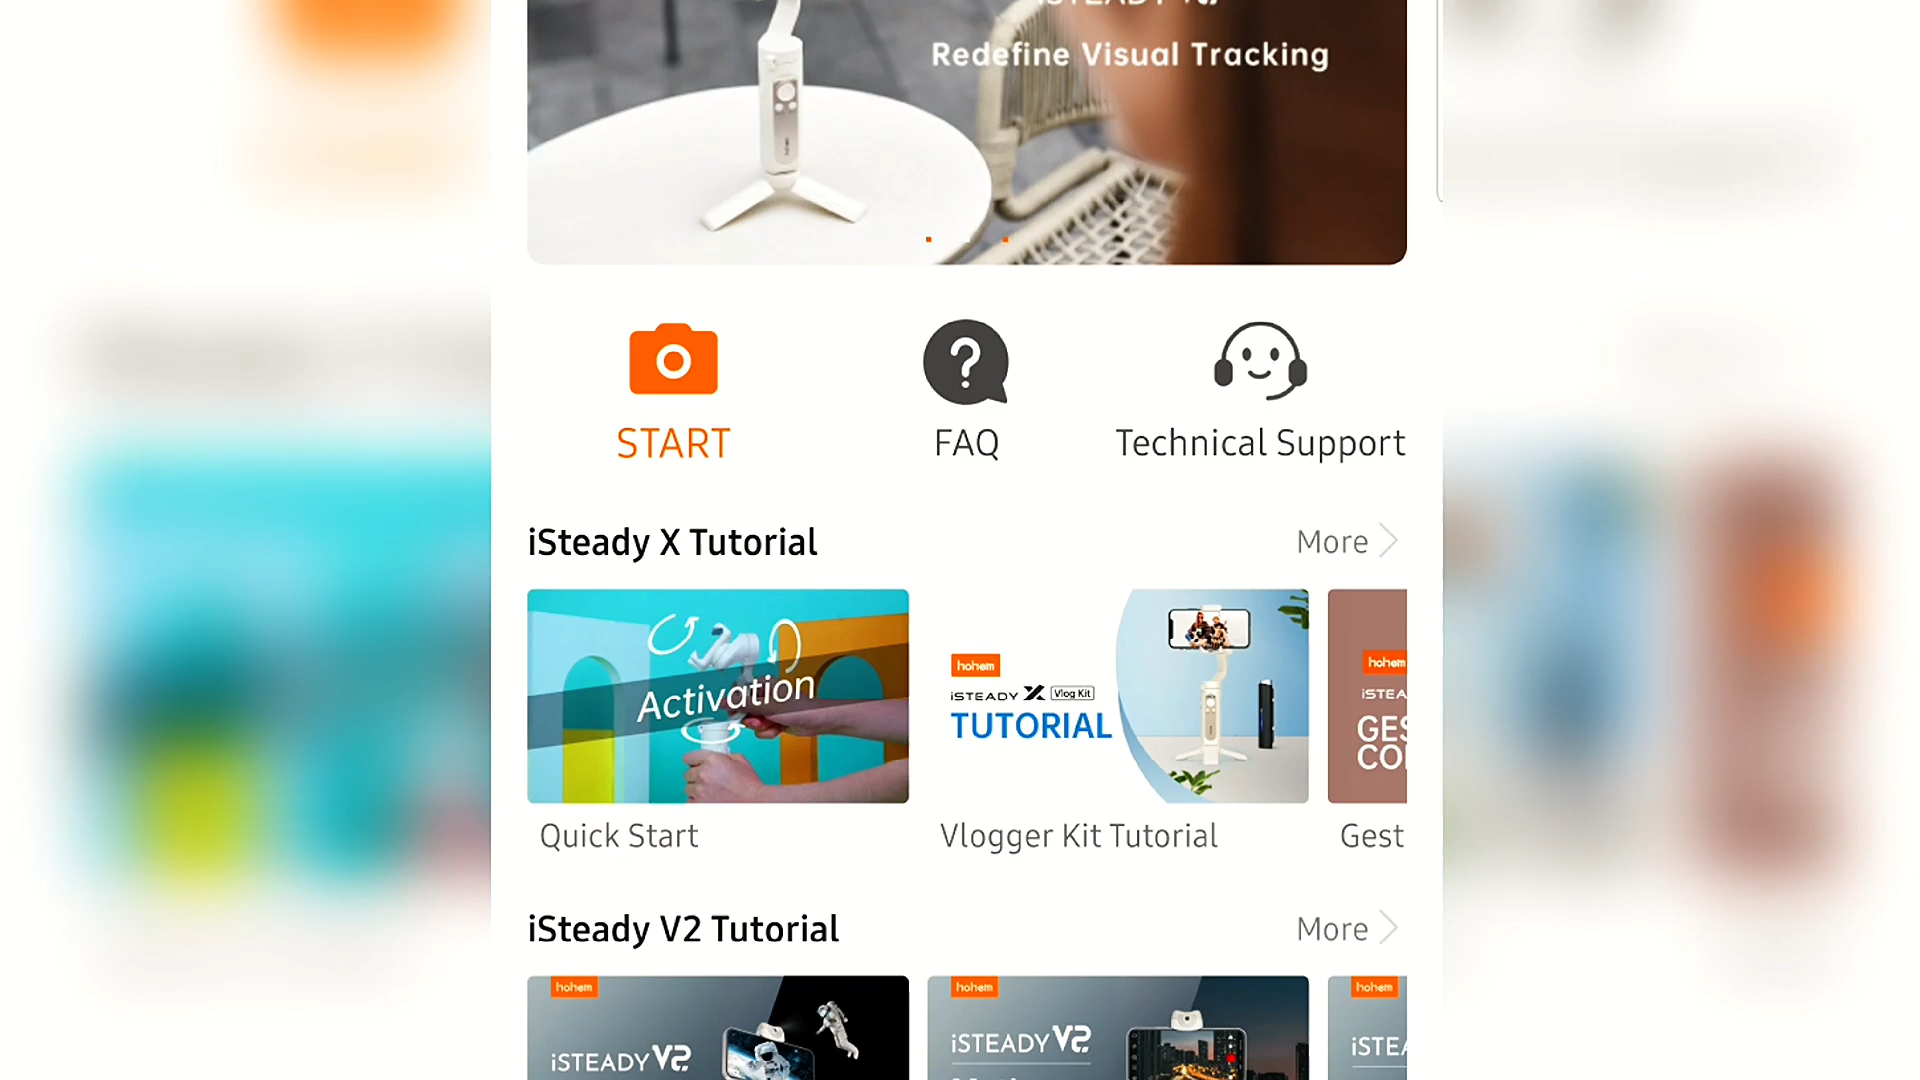 Redefine Visual Tracking
START
FAQ
Technical Support
iSteady X Tutorial
More
Activation
hohem
iSTEADY X Vlog Kit
TUTORIAL
hohem
iSTEA
GES
CO
Quick Start
Vlogger Kit Tutorial
Gest
iSteady V2 Tutorial
More
hohem
iSTEADY V2
hohem
iSTEADY V2
hohem
iSTEA